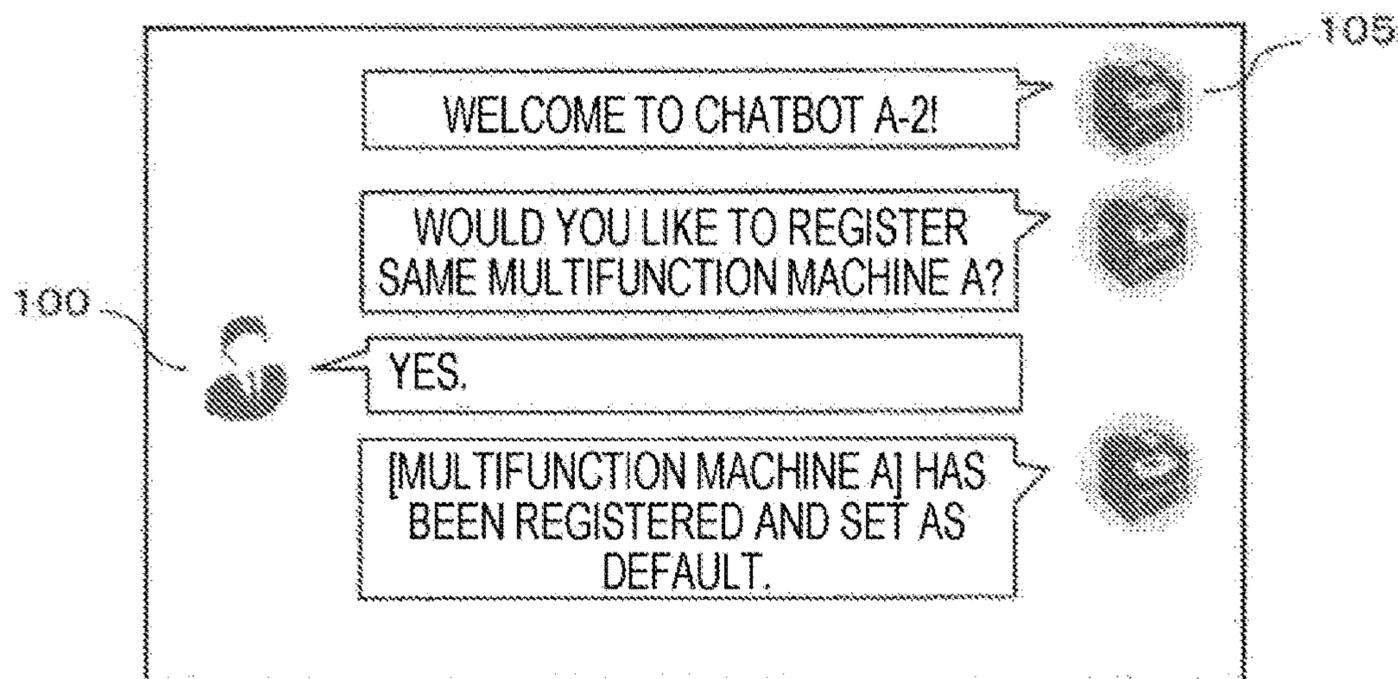 105
WELCOME TO CHATBOT A-2!
WOULD YOU LIKE TO REGISTER
SAME MULTIFUNCTION MACHINE A?
100
YES.
[MULTIFUNCTION MACHINE A] HAS
BEEN REGISTERED AND SET AS
DEFAULT.